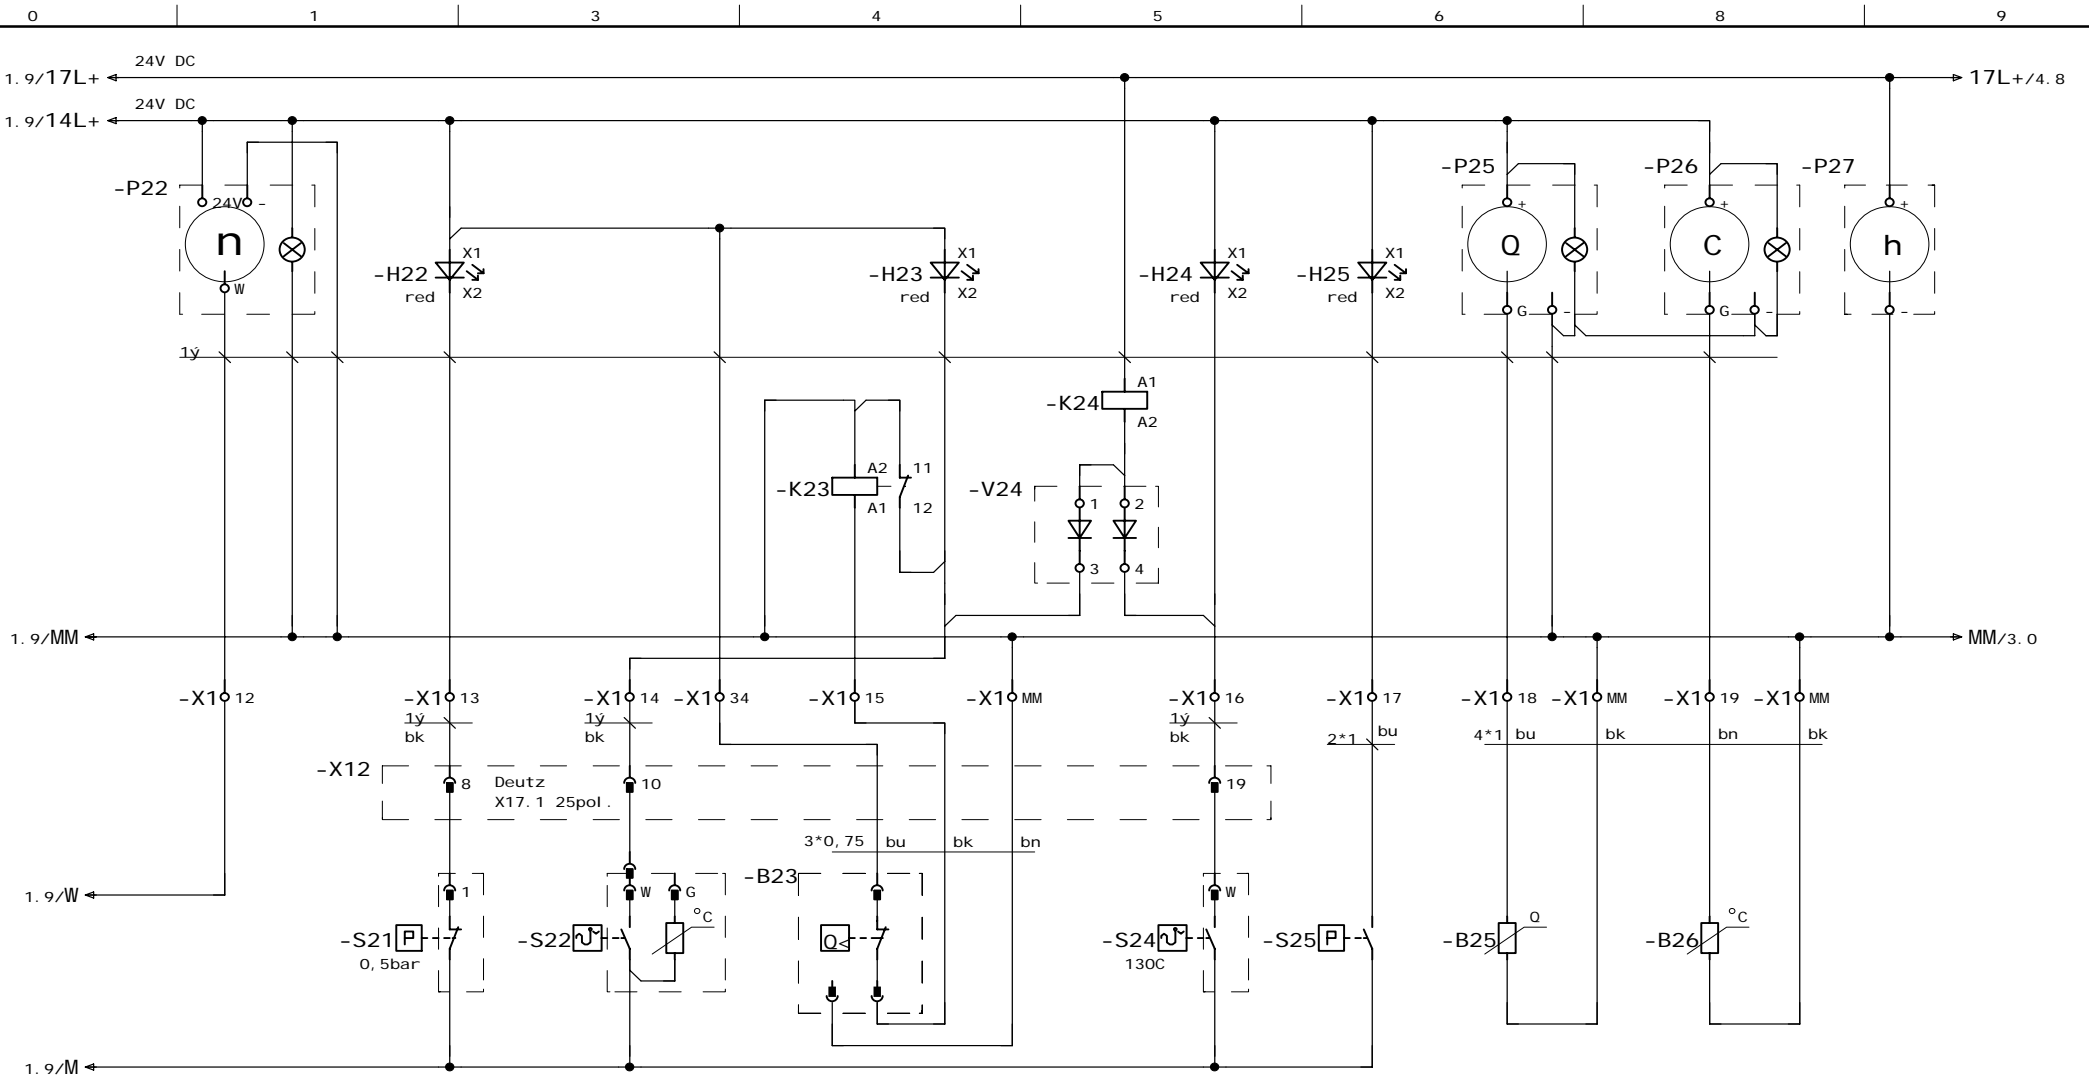 0 1 3 4 5 6 8 9
24V DC
1.9/17L+ 17L+/4.8
24V DC
1.9/14L+
-P22 -P25 -P26 -P27
24V - + + +
n Q C h
X1 X1 X1 X1
-H22 -H23 -H24 -H25
red red red red
X2 X2 X2 X2
W
G - G - -
1ý
A1
-K24
A2
A2 11
-K23 -V24
A1 12
1 2
3 4
1.9/MM MM/3.0
-X1 12 -X1 13 -X1 14 -X1 34 -X1 15 -X1 MM -X1 16 -X1 17 -X1 18 -X1 MM -X1 19 -X1 MM
1ý 1ý 1ý
bk bk bk
2*1 bu 4*1 bu bk bn bk
-X12
8 Deutz 10 19
X17.1 25pol.
3*0,75 bu bk bn
-B23
1.9/W
1 W G W
°C Q °C
-S21 P -S22 Q< -S24 -S25 P -B25 -B26
0,5bar 130C
1.9/M